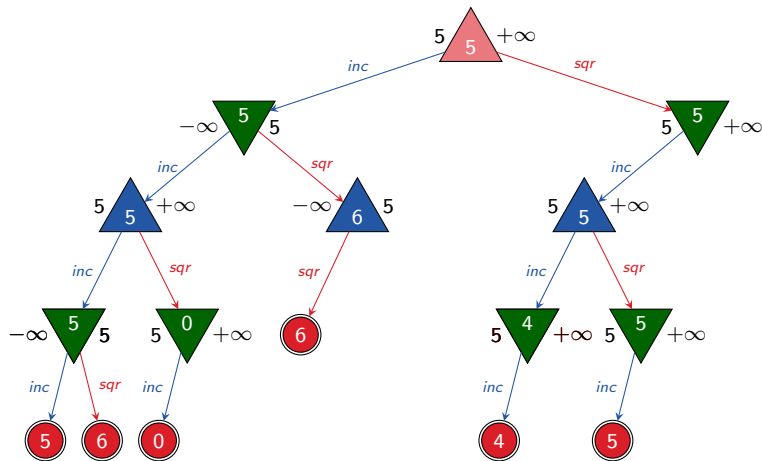 5 5 +∞
inc sqr
−∞ 5 5 5 5 +∞
inc sqr inc
5 5 +∞ −∞ 6 5 5 5 +∞
inc sqr sqr inc sqr
−∞ 5 5 5 0 +∞ 6 5 4 +∞ 5 5 +∞
inc sqr inc inc inc
5 6 0 4 5